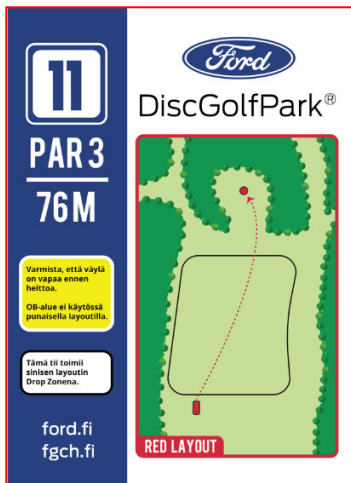 11
PAR 3
76 M
Varmista, että väylä
on vapaa ennen
heittoa.
OB-alue ei käytössä
punaisella layoutilla.
Tämä tii toimii
sinisen layoutin
Drop Zonena.
ford.fi
fgch.fi
Ford
DiscGolfPark®
RED LAYOUT